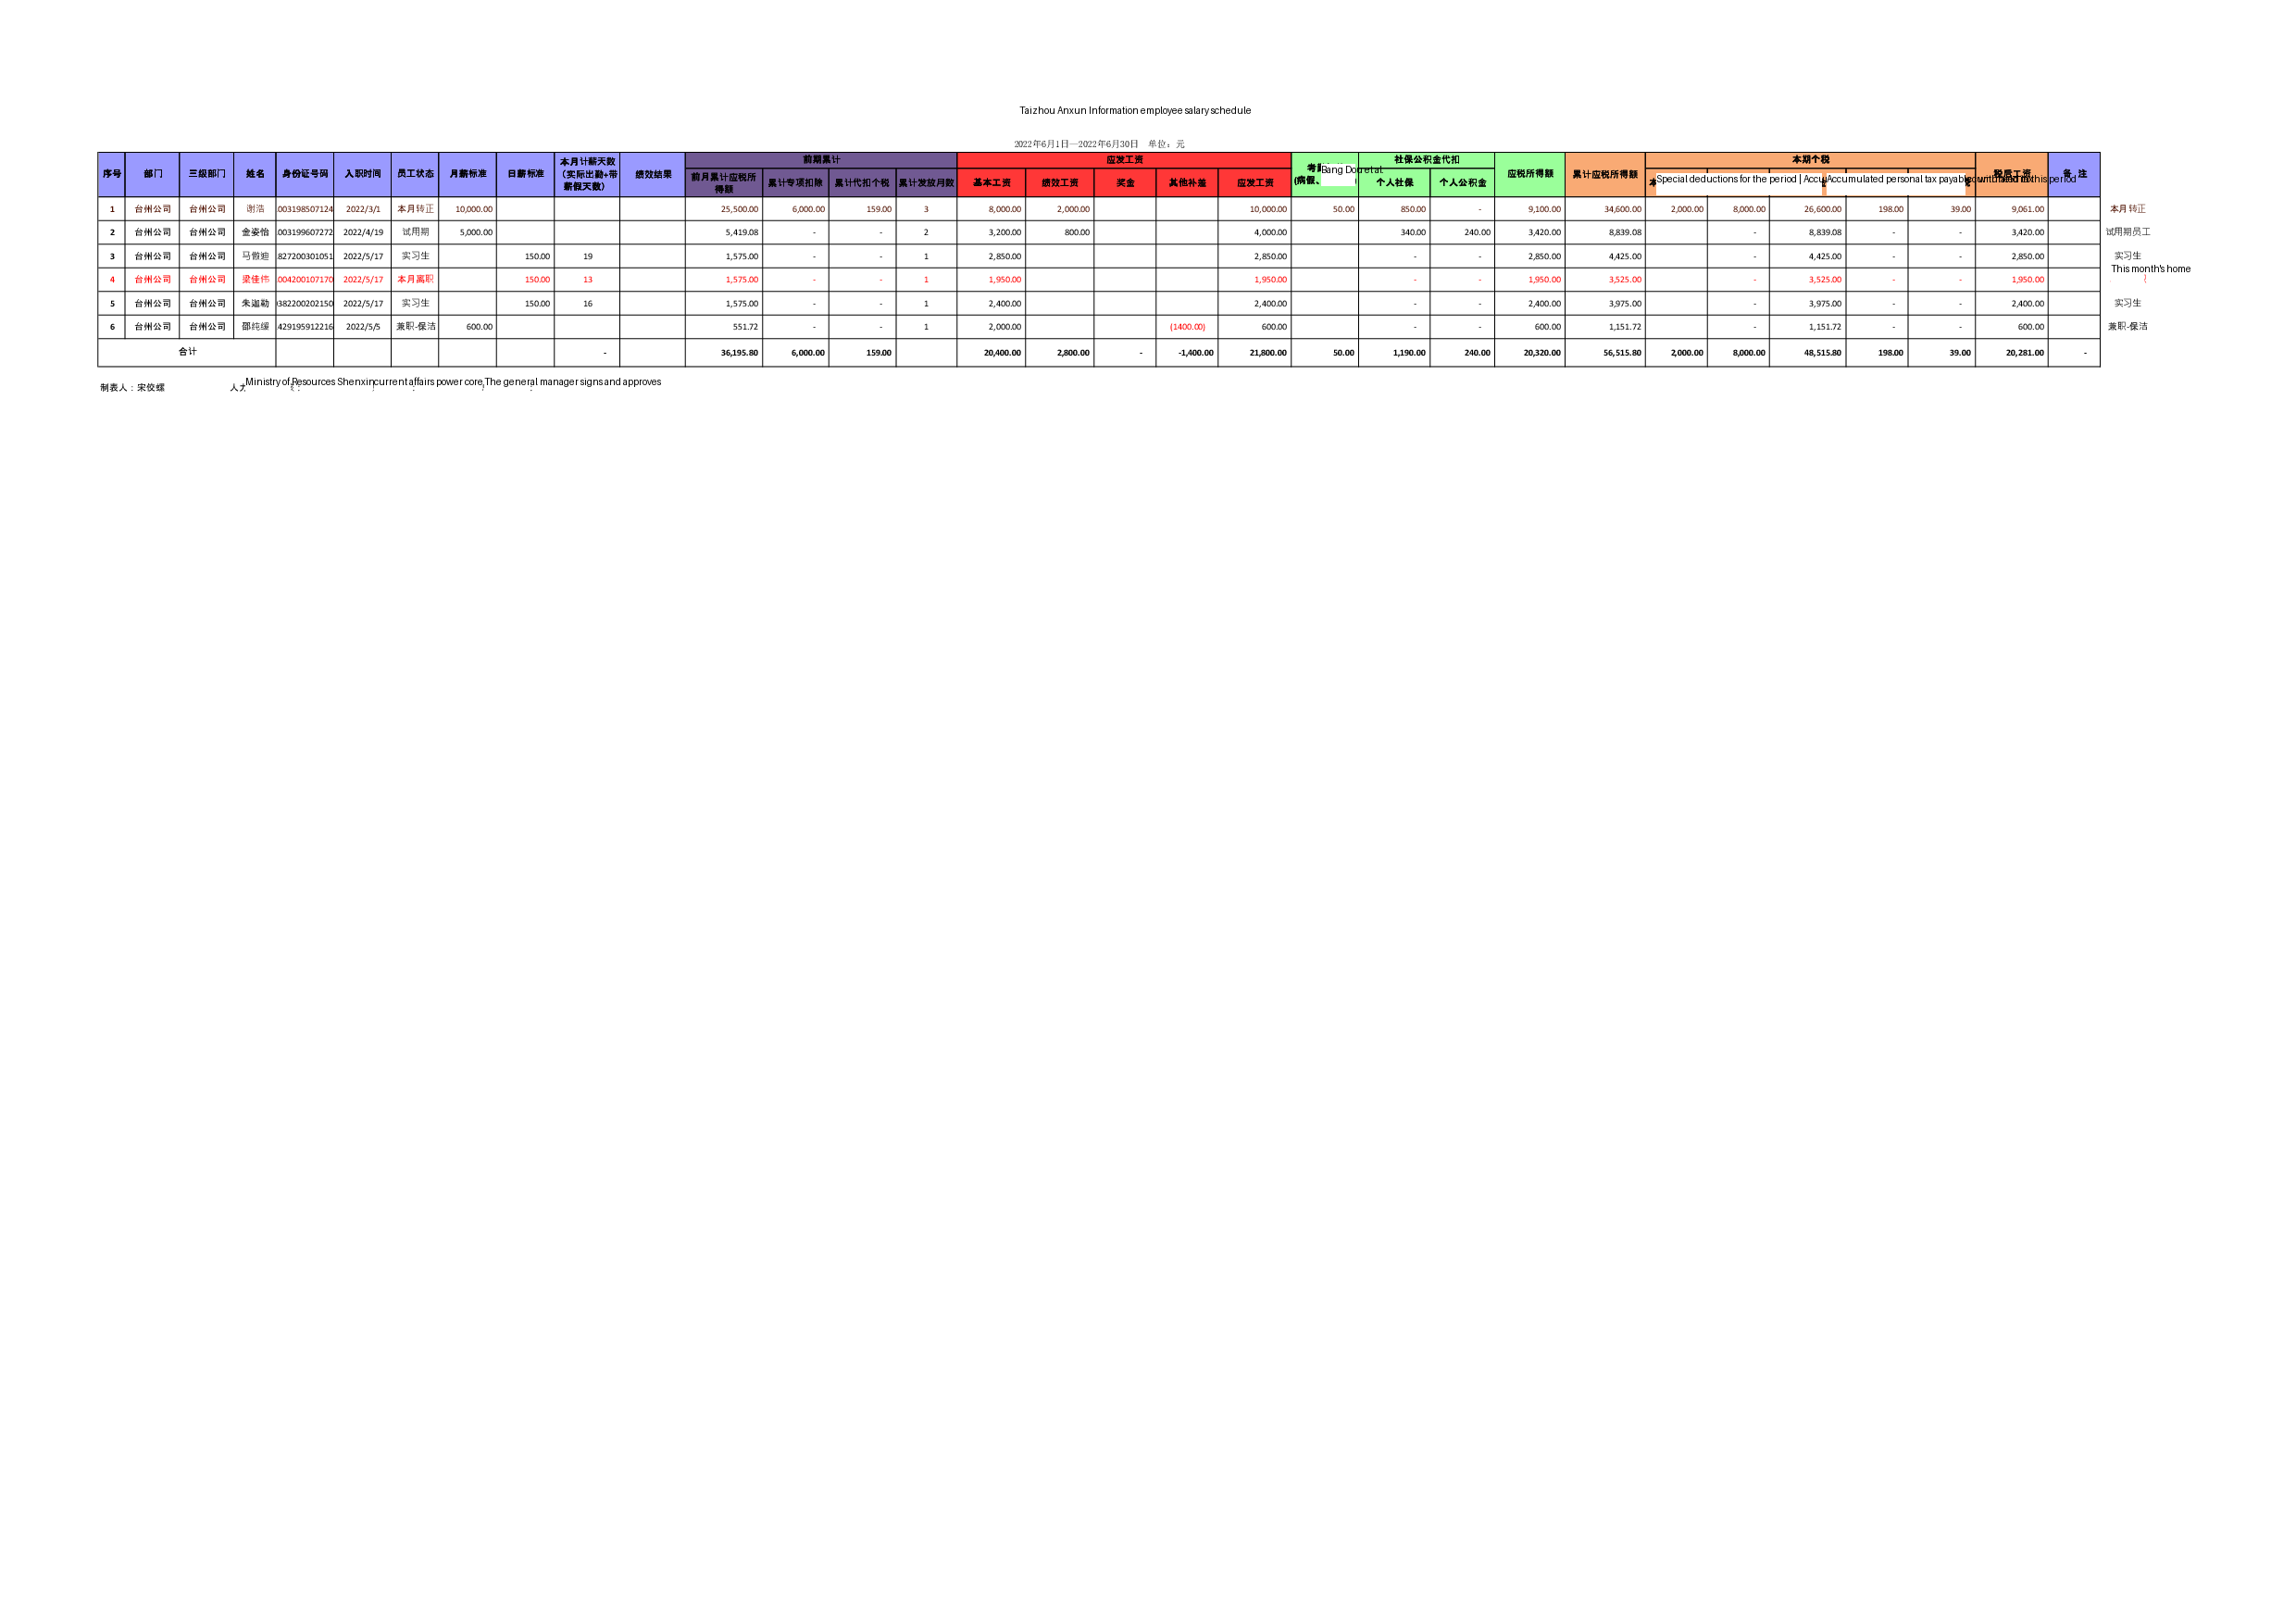 Taizhou Anxun Information employee salary schedule
2022年6月1日—2022年6月30日 单位：元
序号 部门 三级部门 姓名 身份证号码 入职时间 员工状态 月薪标准 日薪标准 本月计薪天数（实际出勤+带薪假天数） 绩效结果 前期累计 应发工资 社保公积金代扣 应税所得额 累计应税所得额 本期个税
前月累计应税所得额 累计专项扣除 累计代扣个税 累计发放月数 基本工资 绩效工资 奖金 其他补差 应发工资 Bang Dou etat 个人社保 个人公积金 Special deductions for the period | Accu Accumulated personal tax payable 税后工资 备 注
1 台州公司 台州公司 谢浩 003198507124 2022/3/1 本月转正 10,000.00 25,500.00 6,000.00 159.00 3 8,000.00 2,000.00 10,000.00 50.00 850.00 - 9,100.00 34,600.00 2,000.00 8,000.00 26,600.00 198.00 39.00 9,061.00 本月转正
2 台州公司 台州公司 金姿怡 003199607272 2022/4/19 试用期 5,000.00 5,419.08 - - 2 3,200.00 800.00 4,000.00 340.00 240.00 3,420.00 8,839.08 - 8,839.08 - - 3,420.00 试用期员工
3 台州公司 台州公司 827200301051 2022/5/17 实习生 150.00 19 1,575.00 - - 1 2,850.00 2,850.00 - - 2,850.00 4,425.00 - 4,425.00 - - 2,850.00 实习生
4 台州公司 台州公司 梁佳伟 004200107170 2022/5/17 本月离职 150.00 13 1,575.00 - - 1 1,950.00 1,950.00 - - 1,950.00 3,525.00 - 3,525.00 - - 1,950.00 This month's home
5 台州公司 台州公司 382200202150 2022/5/17 实习生 150.00 16 1,575.00 - - 1 2,400.00 2,400.00 - - 2,400.00 3,975.00 - 3,975.00 - - 2,400.00 实习生
6 台州公司 台州公司 邵纯缓 429195912216 2022/5/5 兼职-保洁 600.00 551.72 - - 1 2,000.00 (1400.00) 600.00 - - 600.00 1,151.72 - 1,151.72 - - 600.00 兼职-保洁
合计 - 36,195.80 6,000.00 159.00 20,400.00 2,800.00 - -1,400.00 21,800.00 50.00 1,190.00 240.00 20,320.00 56,515.80 2,000.00 8,000.00 48,515.80 198.00 39.00 20,281.00 -
制表人：宋佼蝶 Ministry of Resources Shenxin current affairs power core The general manager signs and approves